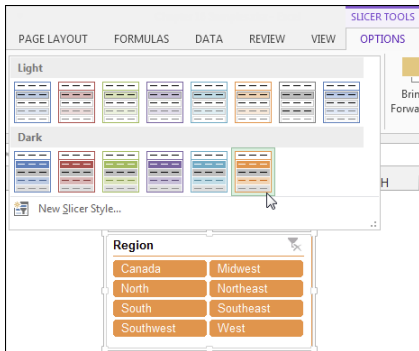 SLICER TOOLS
PAGE LAYOUT FORMULAS DATA REVIEW VIEW OPTIONS
Light
Dark
New Slicer Style...
H
Region
Canada Midwest
North Northeast
South Southeast
Southwest West